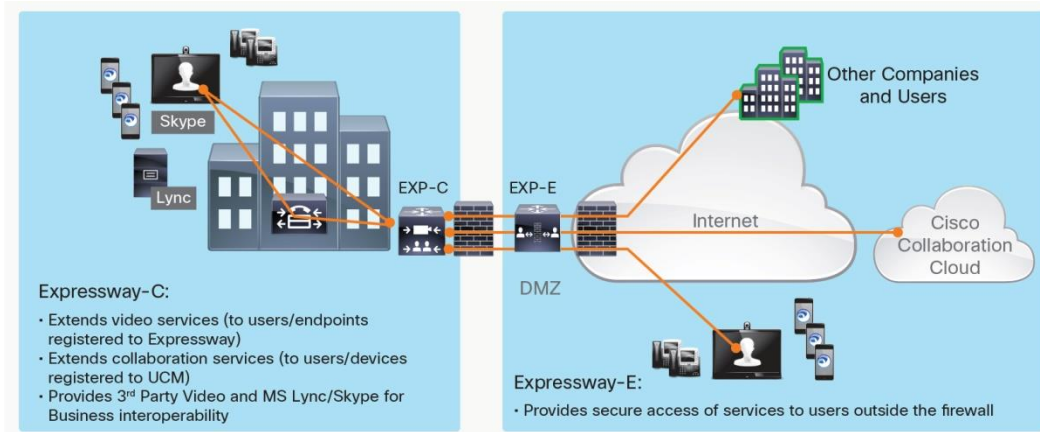 Skype
Lync
EXP-C
Expressway-C:
• Extends video services (to users/endpoints
registered to Expressway)
• Extends collaboration services (to users/devices
registered to UCM)
• Provides 3rd Party Video and MS Lync/Skype for
Business interoperability
EXP-E
DMZ
Internet
Other Companies
and Users
Cisco
Collaboration
Cloud
Expressway-E:
• Provides secure access of services to users outside the firewall